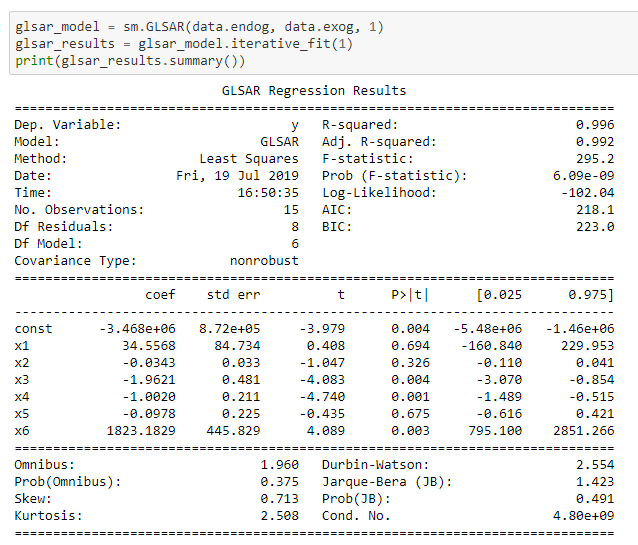 glsar_model = sm.GLSAR(data.endog, data.exog, 1)
glsar_results = glsar_model.iterative_fit(1)
print(glsar_results.summary())
GLSAR Regression Results
==============================================================================
Dep. Variable: y R-squared: 0.996
Model: GLSAR Adj. R-squared: 0.992
Method: Least Squares F-statistic: 295.2
Date: Fri, 19 Jul 2019 Prob (F-statistic): 6.09e-09
Time: 16:50:35 Log-Likelihood: -102.04
No. Observations: 15 AIC: 218.1
Df Residuals: 8 BIC: 223.0
Df Model: 6
Covariance Type: nonrobust
==============================================================================
coef std err t P>|t| [0.025 0.975]
------------------------------------------------------------------------------
const -3.468e+06 8.72e+05 -3.979 0.004 -5.48e+06 -1.46e+06
x1 34.5568 84.734 0.408 0.694 -160.840 229.953
x2 -0.0343 0.033 -1.047 0.326 -0.110 0.041
x3 -1.9621 0.481 -4.083 0.004 -3.070 -0.854
x4 -1.0020 0.211 -4.740 0.001 -1.489 -0.515
x5 -0.0978 0.225 -0.435 0.675 -0.616 0.421
x6 1823.1829 445.829 4.089 0.003 795.100 2851.266
==============================================================================
Omnibus: 1.960 Durbin-Watson: 2.554
Prob(Omnibus): 0.375 Jarque-Bera (JB): 1.423
Skew: 0.713 Prob(JB): 0.491
Kurtosis: 2.508 Cond. No. 4.80e+09
==============================================================================